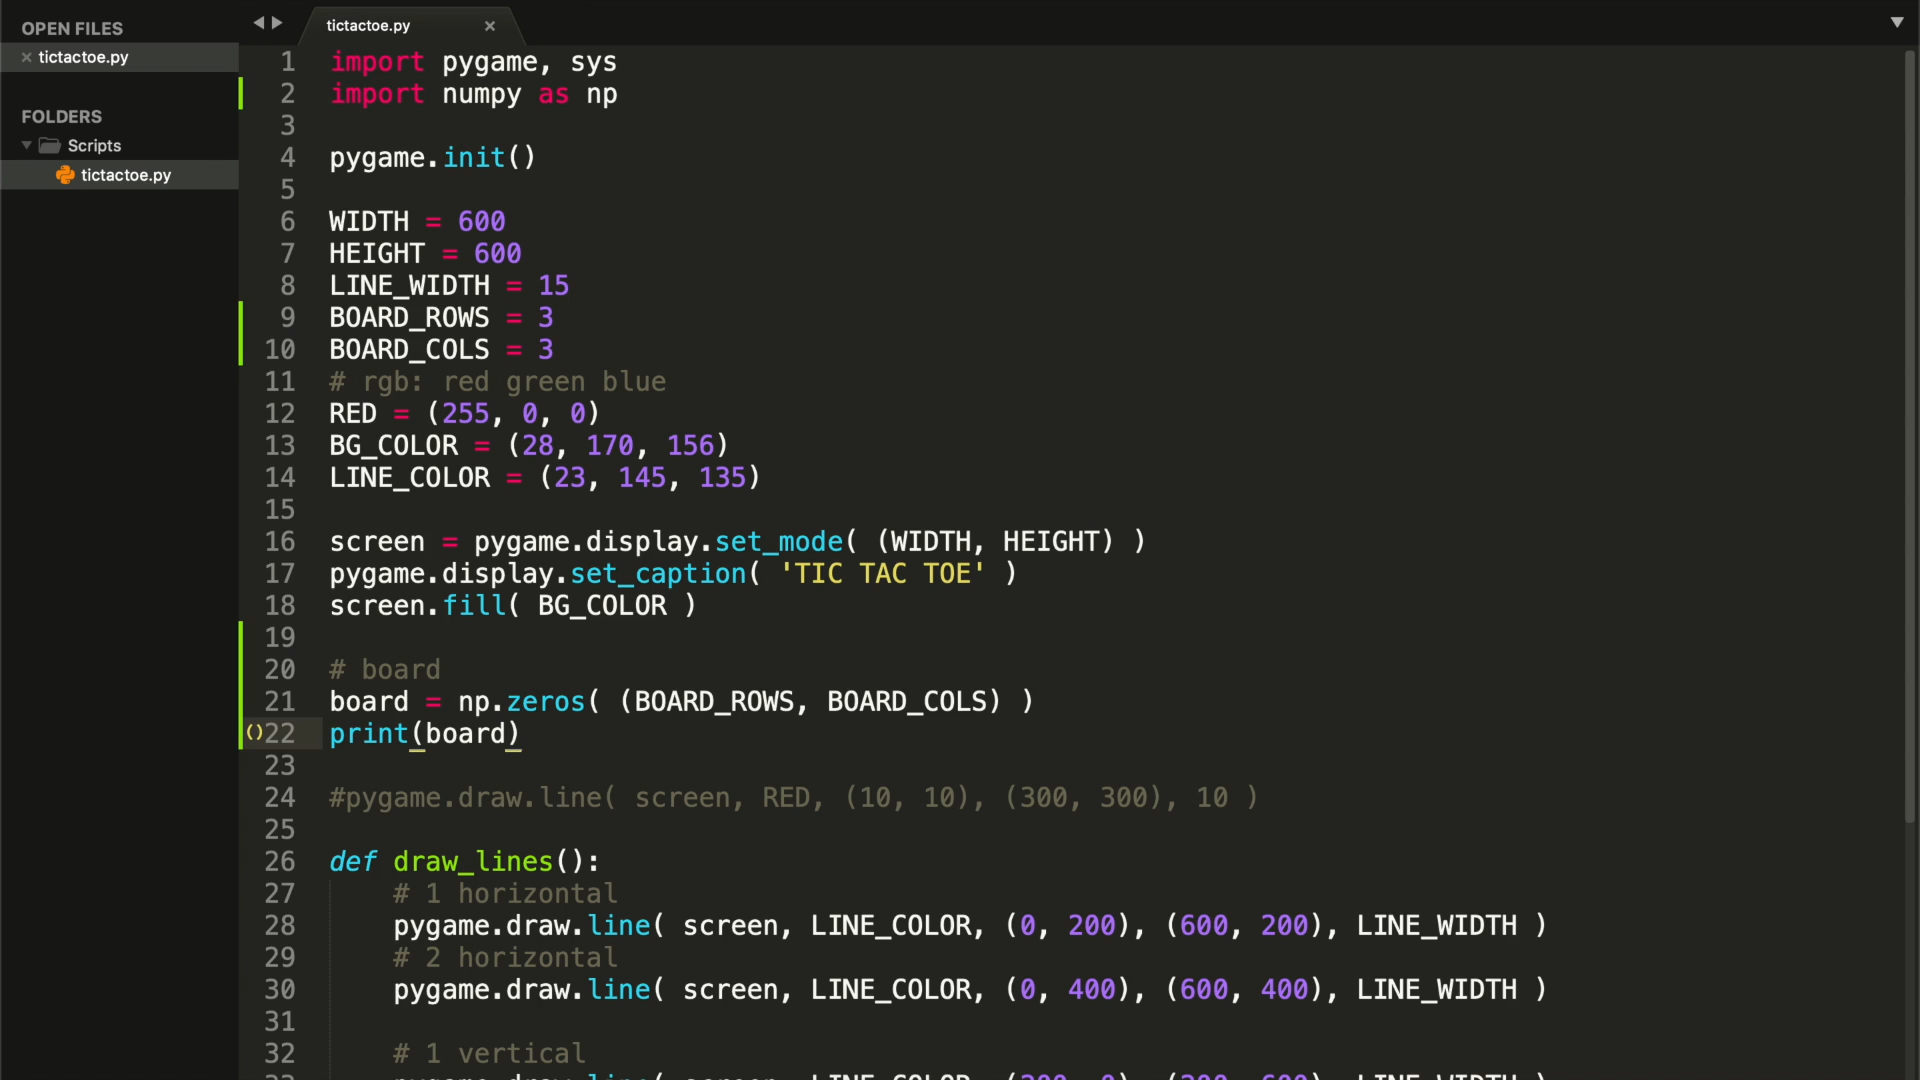 OPEN FILES
tictactoe.py
FOLDERS
Scripts
tictactoe.py
tictactoe.py
1 import pygame, sys
2 import numpy as np
3
4 pygame.init()
5
6 WIDTH = 600
7 HEIGHT = 600
8 LINE_WIDTH = 15
9 BOARD_ROWS = 3
10 BOARD_COLS = 3
11 # rgb: red green blue
12 RED = (255, 0, 0)
13 BG_COLOR = (28, 170, 156)
14 LINE_COLOR = (23, 145, 135)
15
16 screen = pygame.display.set_mode( (WIDTH, HEIGHT) )
17 pygame.display.set_caption( 'TIC TAC TOE' )
18 screen.fill( BG_COLOR )
19
20 # board
21 board = np.zeros( (BOARD_ROWS, BOARD_COLS) )
()22 print(board)
23
24 #pygame.draw.line( screen, RED, (10, 10), (300, 300), 10 )
25
26 def draw_lines():
27 # 1 horizontal
28 pygame.draw.line( screen, LINE_COLOR, (0, 200), (600, 200), LINE_WIDTH )
29 # 2 horizontal
30 pygame.draw.line( screen, LINE_COLOR, (0, 400), (600, 400), LINE_WIDTH )
31
32 # 1 vertical